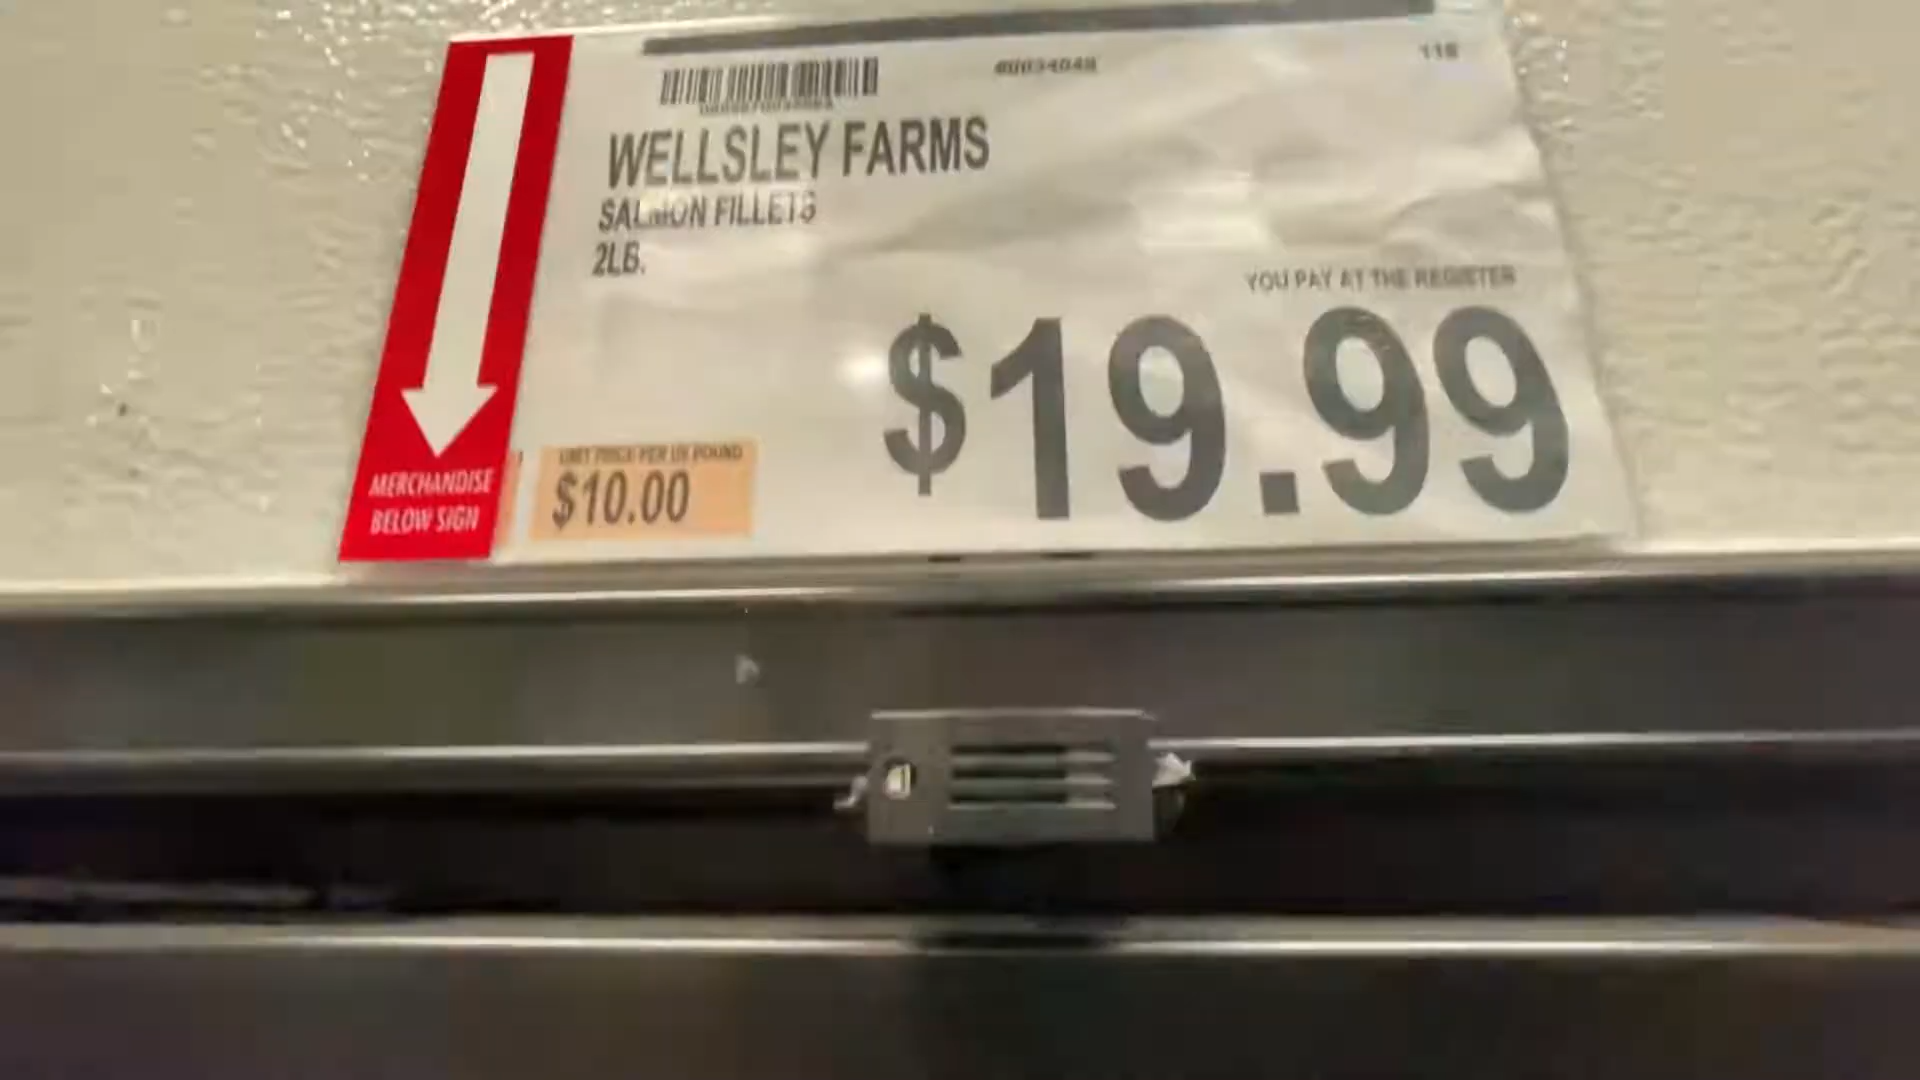 WELLSLEY FARMS
SALMON FILLETS
2LB.
YOU PAY AT THE REGISTER
$19.99
UNIT PRICE PER US POUND
$10.00
MERCHANDISE
BELOW SIGN